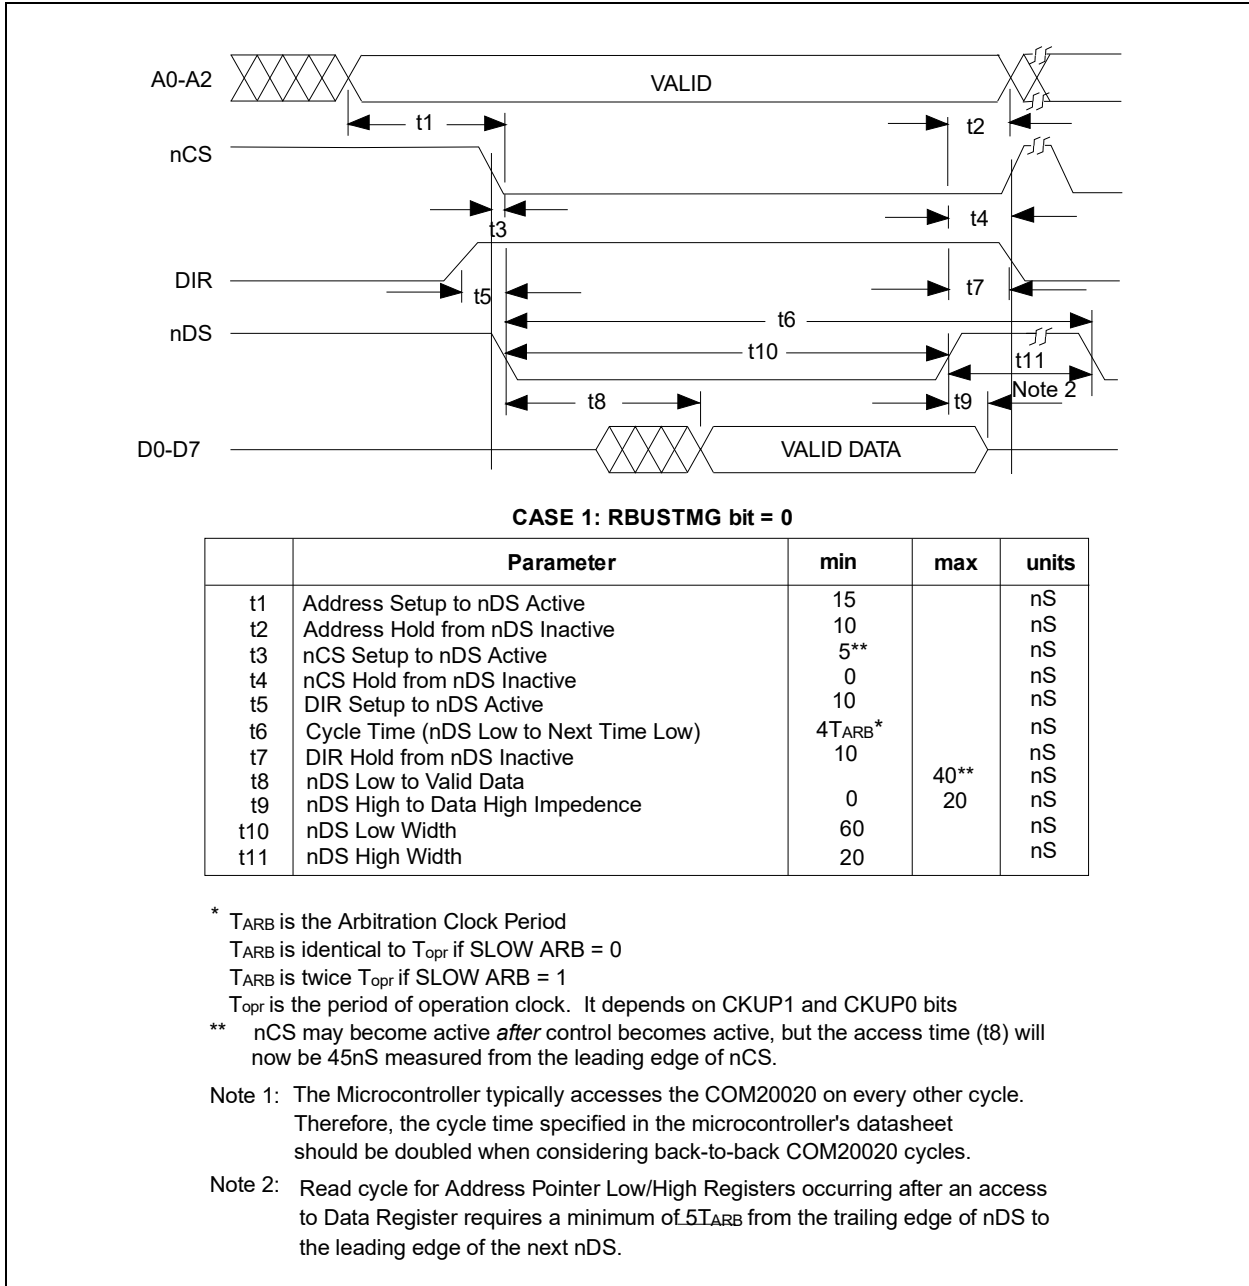 A0-A2
VALID
t1
t2
nCS
t3
t4
DIR
t5
t7
nDS
t6
t10
t11
t8
t9
Note 2
D0-D7
VALID DATA
CASE 1: RBUSTMG bit = 0
Parameter min max units
t1 Address Setup to nDS Active 15 nS
t2 Address Hold from nDS Inactive 10 nS
t3 nCS Setup to nDS Active 5** nS
t4 nCS Hold from nDS Inactive 0 nS
t5 DIR Setup to nDS Active 10 nS
t6 Cycle Time (nDS Low to Next Time Low) 4TARB* nS
t7 DIR Hold from nDS Inactive 10 nS
t8 nDS Low to Valid Data 40** nS
t9 nDS High to Data High Impedence 0 20 nS
t10 nDS Low Width 60 nS
t11 nDS High Width 20 nS
* TARB is the Arbitration Clock Period
TARB is identical to Topr if SLOW ARB = 0
TARB is twice Topr if SLOW ARB = 1
Topr is the period of operation clock. It depends on CKUP1 and CKUP0 bits
** nCS may become active after control becomes active, but the access time (t8) will
now be 45nS measured from the leading edge of nCS.
Note 1: The Microcontroller typically accesses the COM20020 on every other cycle.
Therefore, the cycle time specified in the microcontroller's datasheet
should be doubled when considering back-to-back COM20020 cycles.
Note 2: Read cycle for Address Pointer Low/High Registers occurring after an access
to Data Register requires a minimum of 5TARB from the trailing edge of nDS to
the leading edge of the next nDS.